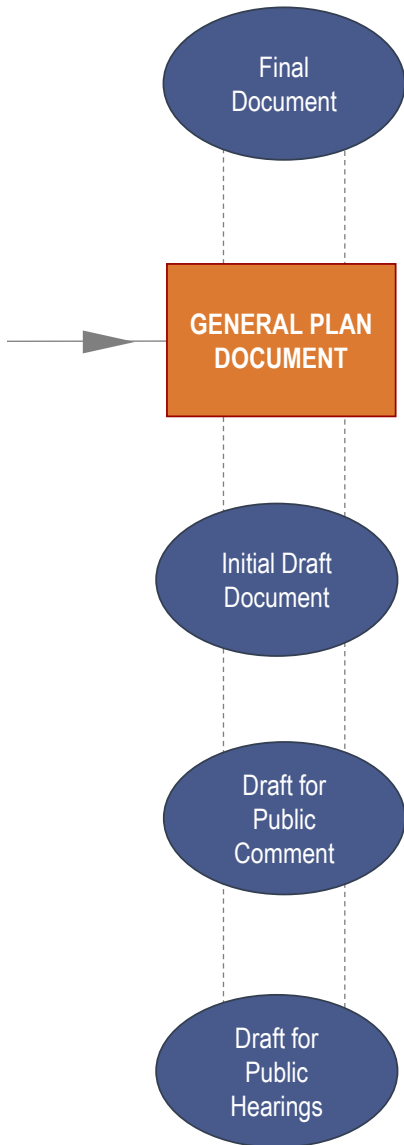 Final
Document
GENERAL PLAN
DOCUMENT
Initial Draft
Document
Draft for
Public
Comment
Draft for
Public
Hearings